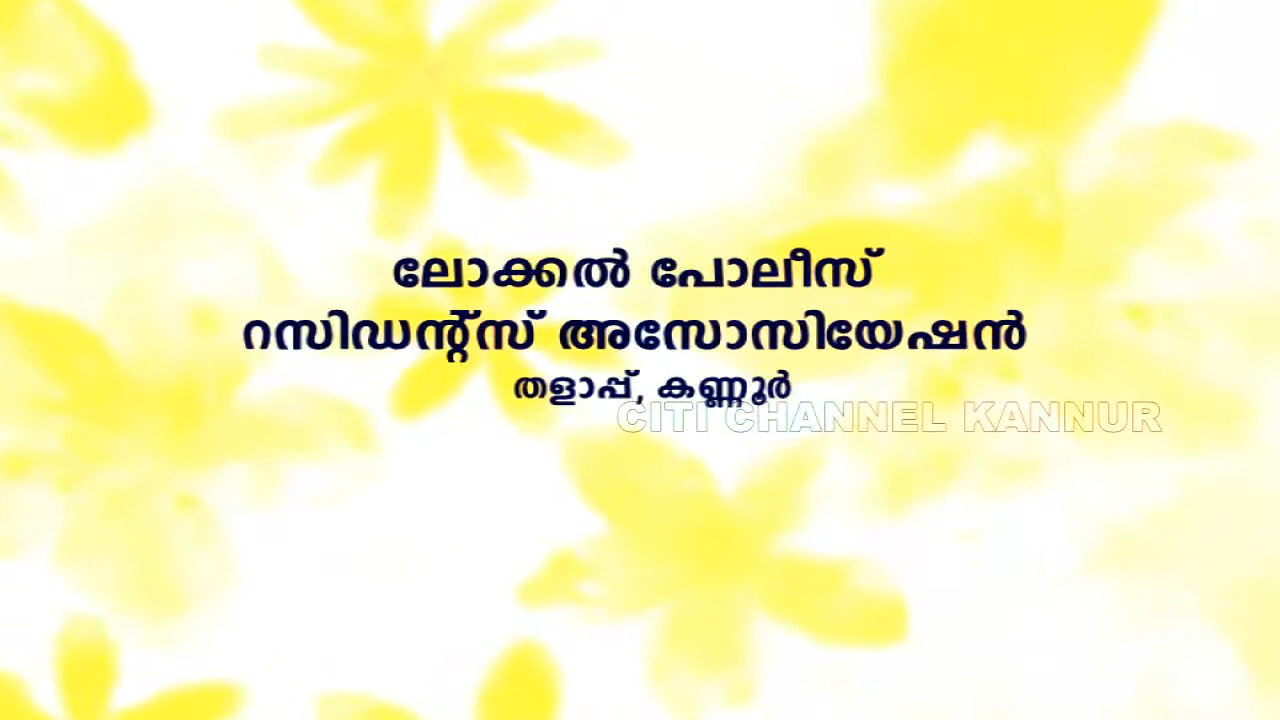 ലോക്കൽ പോലീസ്
റസിഡന്റ്സ് അസോസിയേഷൻ
തളാപ്പ്, കണ്ണൂർ
CITI CHANNEL KANNUR